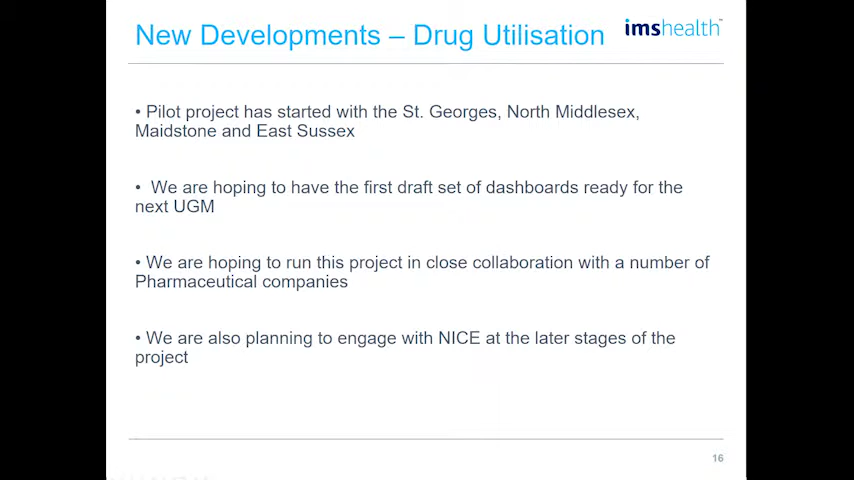 New Developments – Drug Utilisation
imshealth™
• Pilot project has started with the St. Georges, North Middlesex,
Maidstone and East Sussex
• We are hoping to have the first draft set of dashboards ready for the
next UGM
• We are hoping to run this project in close collaboration with a number of
Pharmaceutical companies
• We are also planning to engage with NICE at the later stages of the
project
16